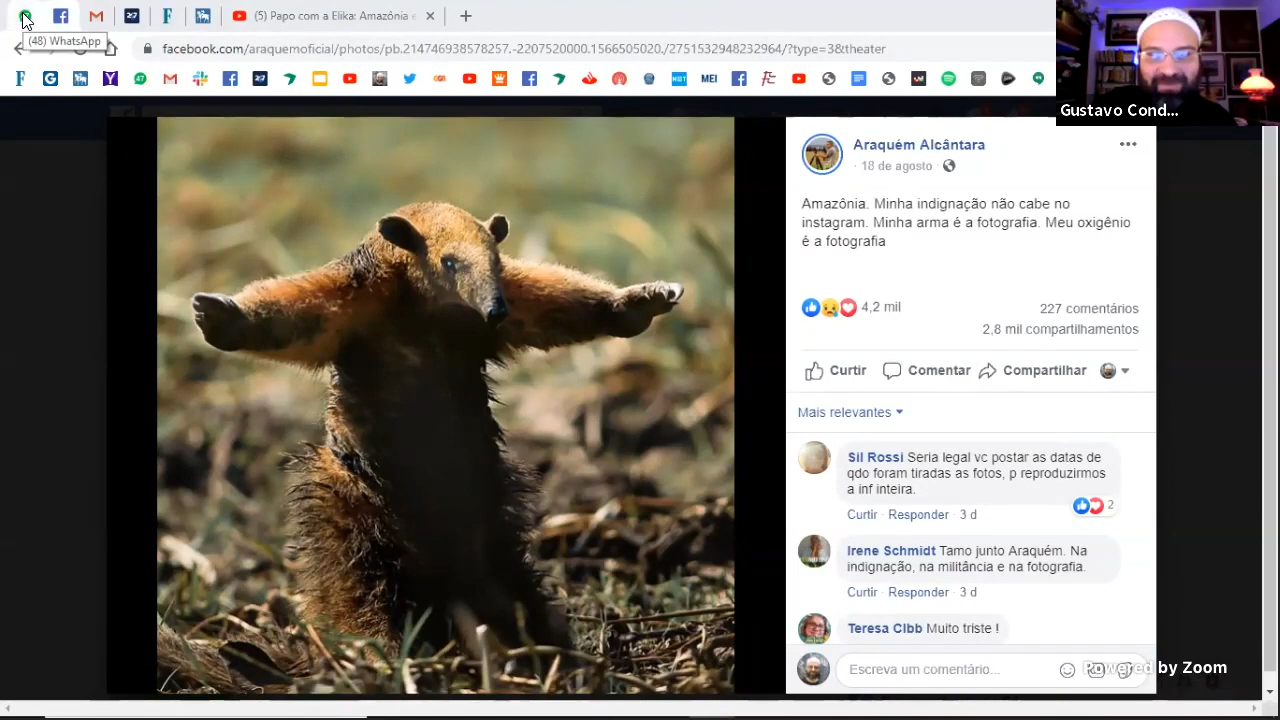 (5) Papo com a Elika: Amazônia e
(48) WhatsApp
facebook.com/araquemoficial/photos/pb.214746938578257.-2207520000.1566505020./2751532948232964/?type=3&theater
MEI
Gustavo Cond...
Araquém Alcântara
· 18 de agosto ·
Amazônia. Minha indignação não cabe no
instagram. Minha arma é a fotografia. Meu oxigênio
é a fotografia
4,2 mil
227 comentários
2,8 mil compartilhamentos
Curtir Comentar Compartilhar
Mais relevantes
Sil Rossi Seria legal vc postar as datas de
qdo foram tiradas as fotos, p reproduzirmos
a inf inteira.
2
Curtir · Responder · 3 d
Irene Schmidt Tamo junto Araquém. Na
indignação, na militância e na fotografia.
Curtir · Responder · 3 d
Teresa Cibb Muito triste !
Escreva um comentário...
Powered by Zoom